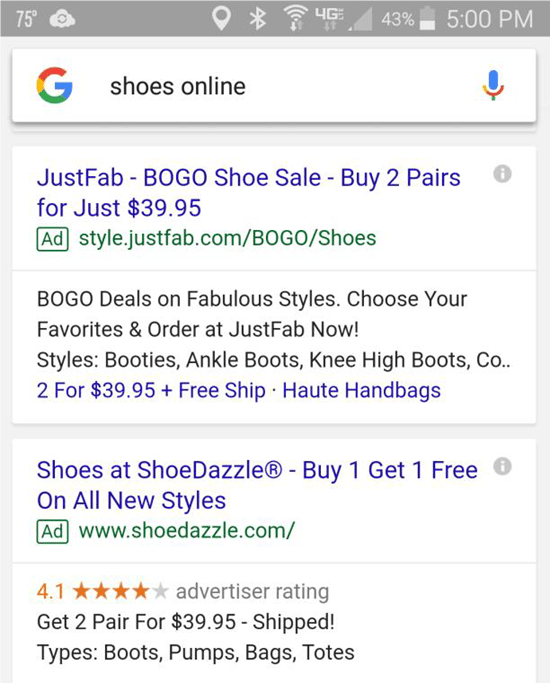 75° 4G 43% 5:00 PM
shoes online
JustFab - BOGO Shoe Sale - Buy 2 Pairs
for Just $39.95
Ad style.justfab.com/BOGO/Shoes
BOGO Deals on Fabulous Styles. Choose Your
Favorites & Order at JustFab Now!
Styles: Booties, Ankle Boots, Knee High Boots, Co..
2 For $39.95 + Free Ship · Haute Handbags
Shoes at ShoeDazzle® - Buy 1 Get 1 Free
On All New Styles
Ad www.shoedazzle.com/
4.1 ★★★★★ advertiser rating
Get 2 Pair For $39.95 - Shipped!
Types: Boots, Pumps, Bags, Totes